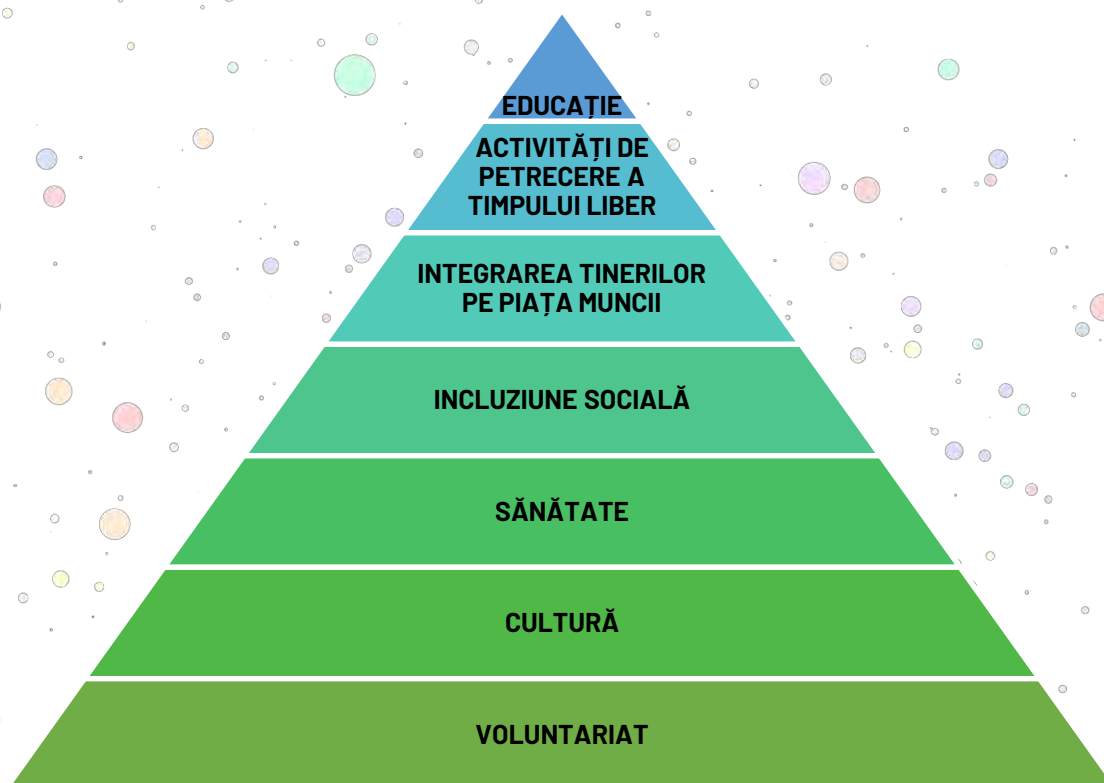 EDUCAȚIE
ACTIVITĂȚI DE
PETRECERE A
TIMPULUI LIBER
INTEGRAREA TINERILOR
PE PIAȚA MUNCII
INCLUZIUNE SOCIALĂ
SĂNĂTATE
CULTURĂ
VOLUNTARIAT